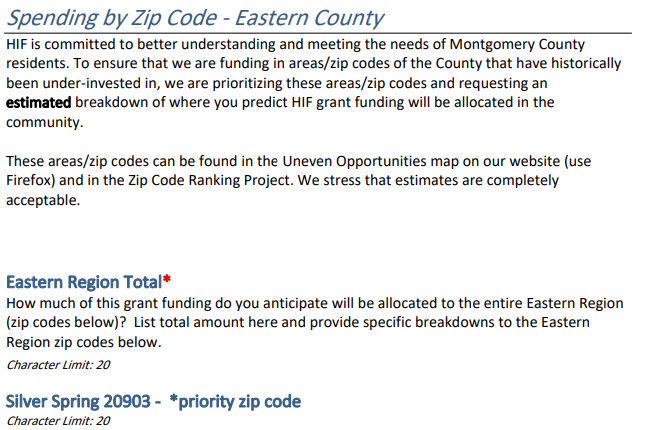 Spending by Zip Code - Eastern County
HIF is committed to better understanding and meeting the needs of Montgomery County
residents. To ensure that we are funding in areas/zip codes of the County that have historically
been under-invested in, we are prioritizing these areas/zip codes and requesting an
estimated breakdown of where you predict HIF grant funding will be allocated in the
community.
These areas/zip codes can be found in the Uneven Opportunities map on our website (use
Firefox) and in the Zip Code Ranking Project. We stress that estimates are completely
acceptable.
Eastern Region Total*
How much of this grant funding do you anticipate will be allocated to the entire Eastern Region
(zip codes below)? List total amount here and provide specific breakdowns to the Eastern
Region zip codes below.
Character Limit: 20
Silver Spring 20903 - *priority zip code
Character Limit: 20